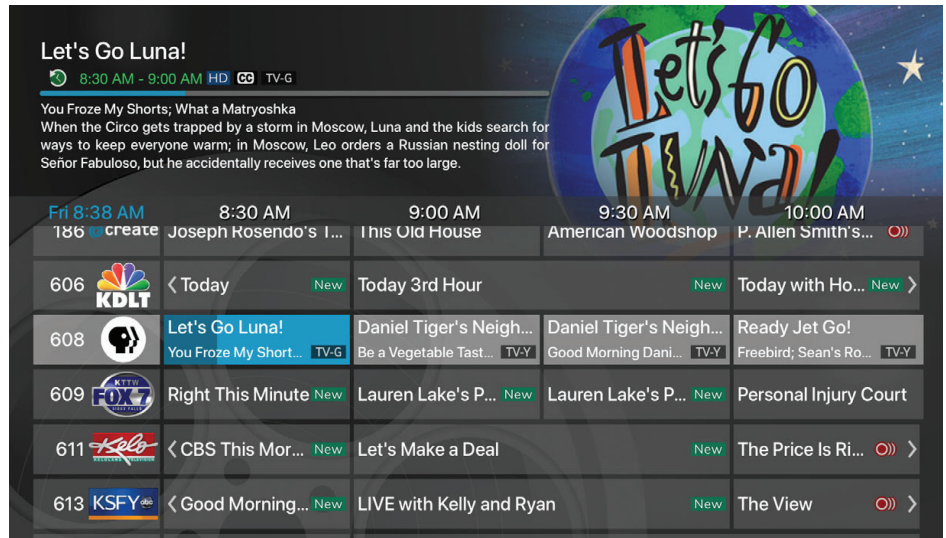 Let's Go Luna!
8:30 AM - 9:00 AM HD CC TV-G
You Froze My Shorts; What a Matryoshka
When the Circo gets trapped by a storm in Moscow, Luna and the kids search for
ways to keep everyone warm; in Moscow, Leo orders a Russian nesting doll for
Señor Fabuloso, but he accidentally receives one that's far too large.
Let's GO
LUNa!
Fri 8:38 AM 8:30 AM 9:00 AM 9:30 AM 10:00 AM
186 create Joseph Rosendo's T... This Old House American Woodshop P. Allen Smith's...
606 KDLT Today New Today 3rd Hour New Today with Ho... New
608 Let's Go Luna! Daniel Tiger's Neigh... Daniel Tiger's Neigh... Ready Jet Go!
You Froze My Short... TV-G Be a Vegetable Tast... TV-Y Good Morning Dani... TV-Y Freebird; Sean's Ro... TV-Y
609 KTTW FOX 7 SIOUX FALLS Right This Minute New Lauren Lake's P... New Lauren Lake's P... New Personal Injury Court
611 Kelo KELOLAND TELEVISION CBS This Mor... New Let's Make a Deal New The Price Is Ri...
613 KSFY abc Good Morning... New LIVE with Kelly and Ryan New The View